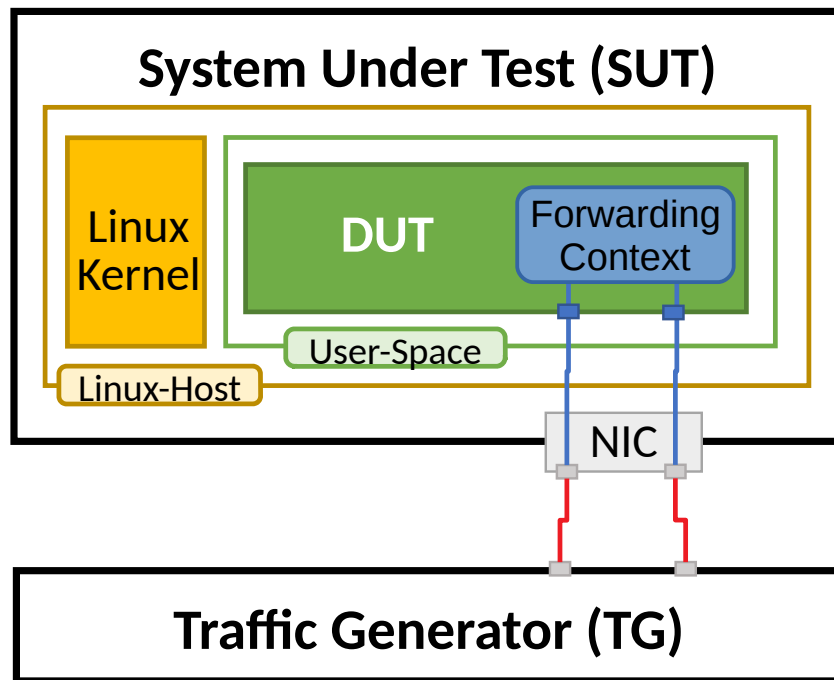 System Under Test (SUT)
Linux
Kernel
DUT
Forwarding
Context
User-Space
Linux-Host
NIC
Traffic Generator (TG)